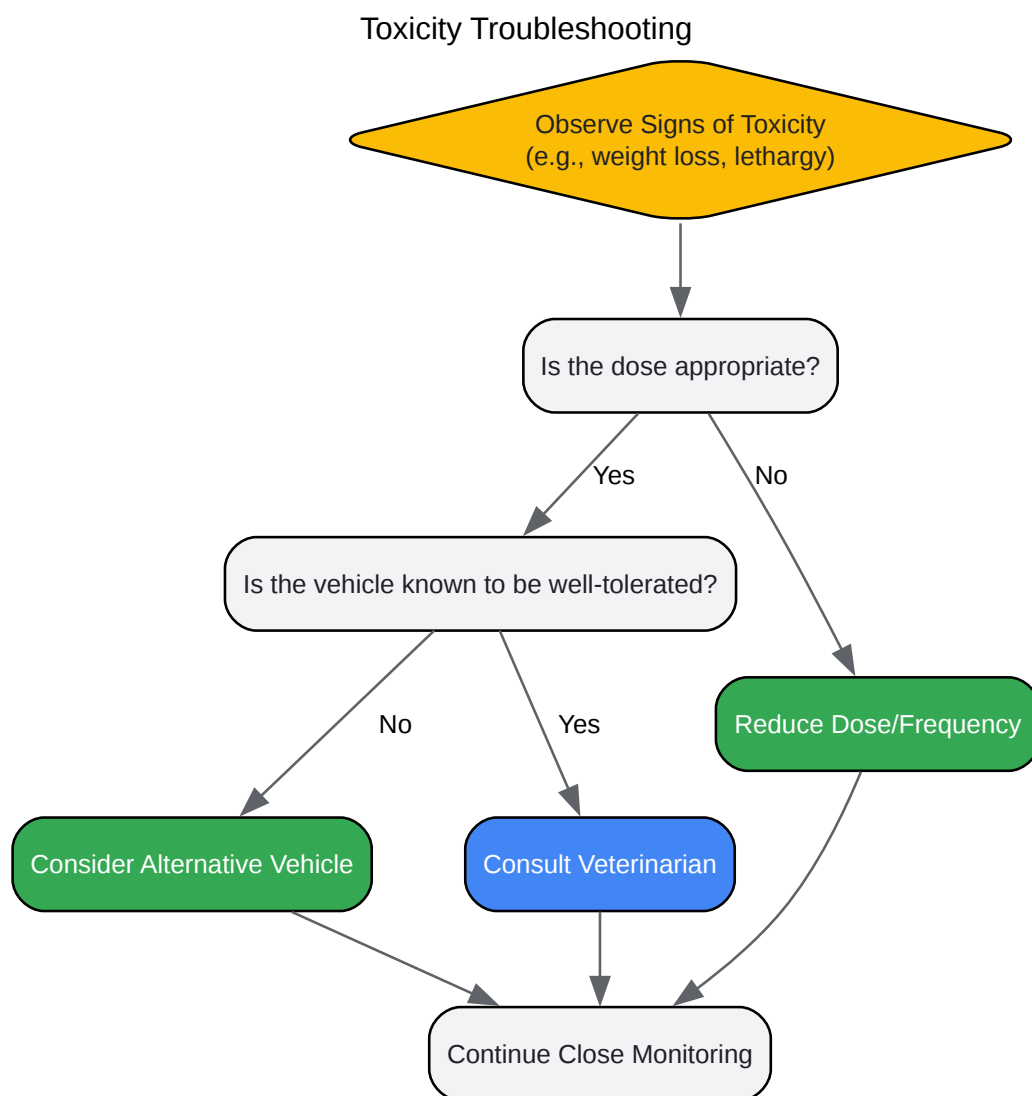 Toxicity Troubleshooting
Observe Signs of Toxicity
(e.g., weight loss, lethargy)
Is the dose appropriate?
Yes
No
Is the vehicle known to be well-tolerated?
No
Yes
Reduce Dose/Frequency
Consider Alternative Vehicle
Consult Veterinarian
Continue Close Monitoring